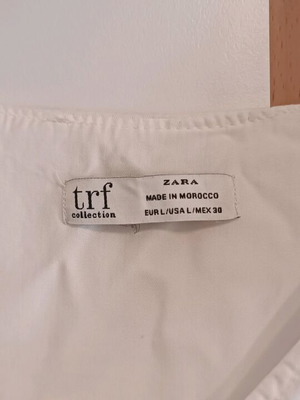 trf
collection
ZARA
MADE IN MOROCCO
EUR L/USA L/MEX 30